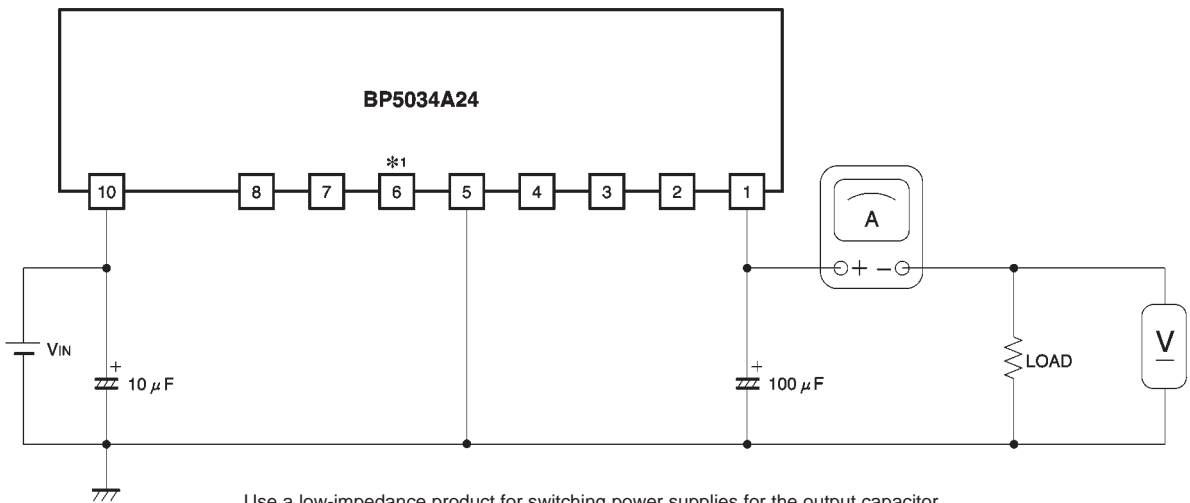 BP5034A24
*1
10 8 7 6 5 4 3 2 1
A
+ −
VIN
+
10 μF
+
100 μF
LOAD
V
Use a low-impedance product for switching power supplies for the output capacitor